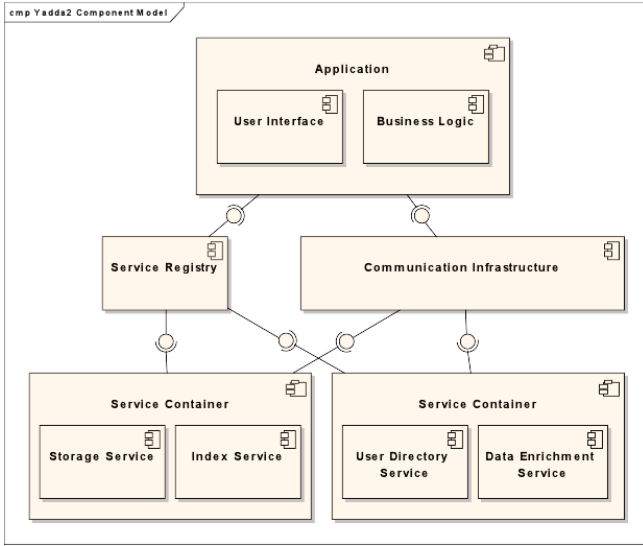 cmp Yadda2 Component Model
Application
User Interface
Business Logic
Service Registry
Communication Infrastructure
Service Container
Service Container
Storage Service
Index Service
User Directory
Service
Data Enrichment
Service